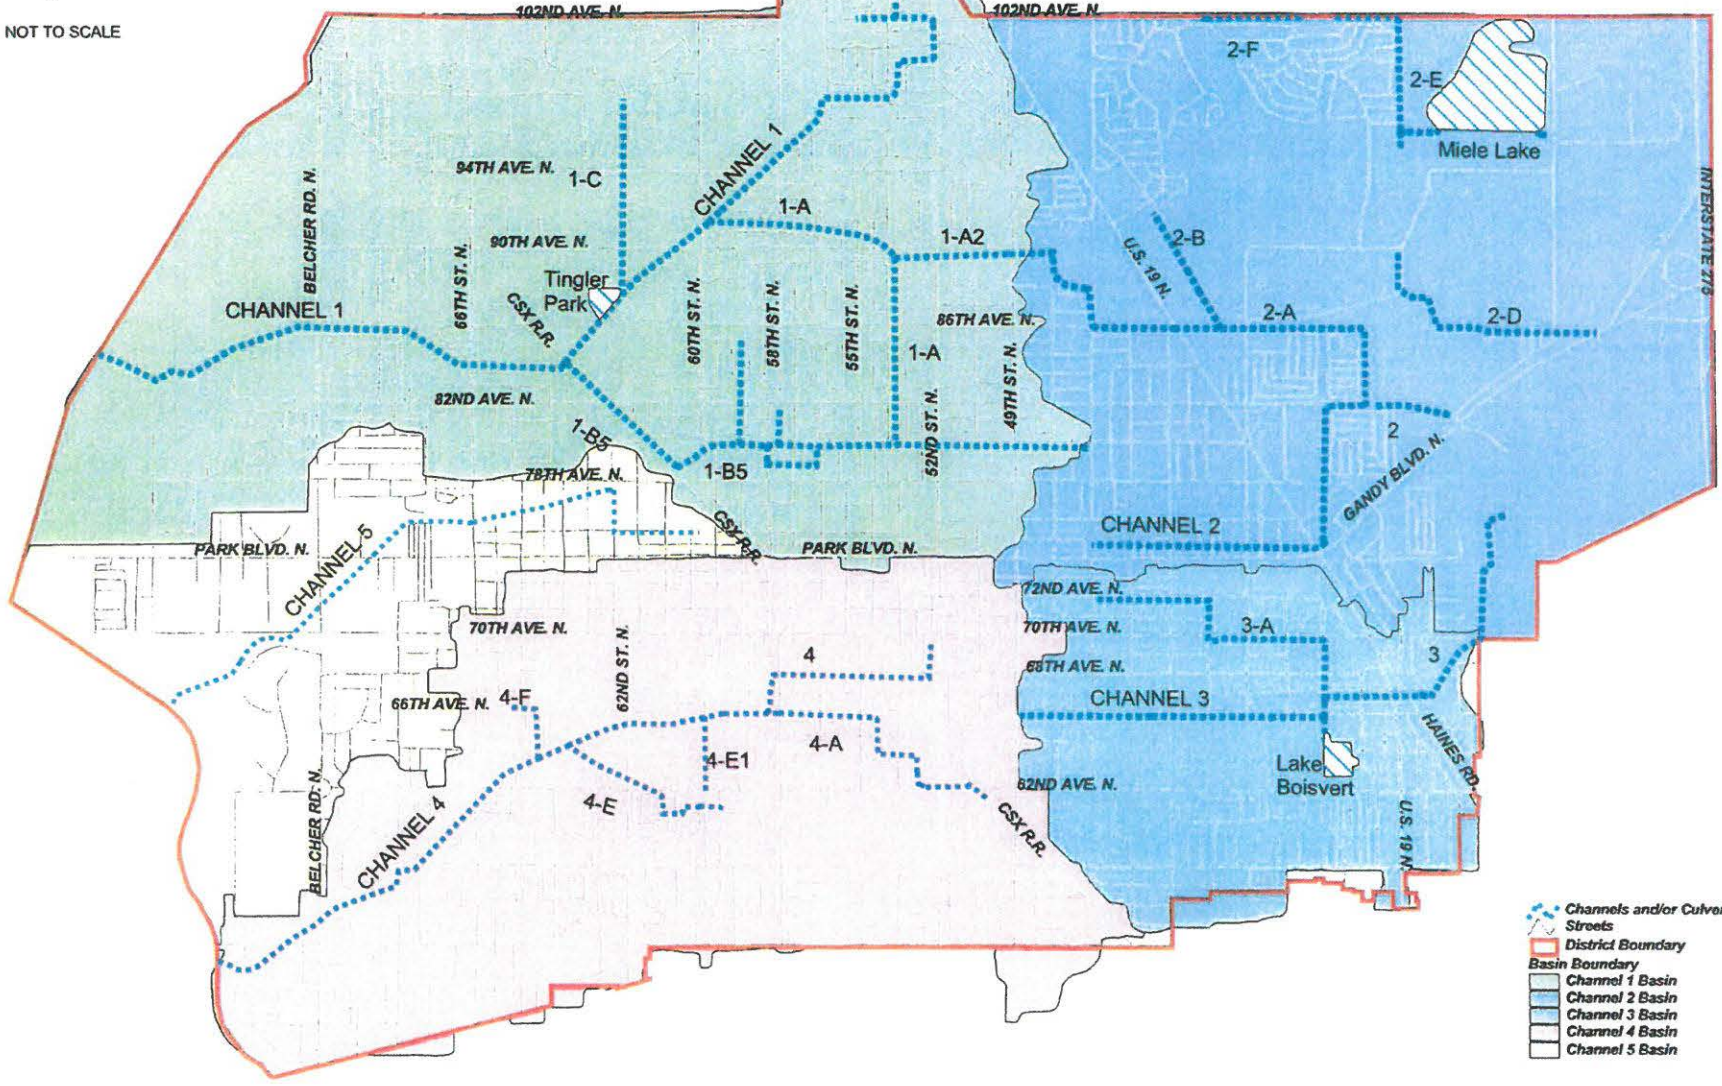 102ND AVE. N.
102ND AVE. N.
NOT TO SCALE
2-F
2-E
Miele Lake
INTERSTATE 275
94TH AVE. N.
1-C
CHANNEL 1
BELCHER RD. N.
1-A
90TH AVE. N.
1-A2
2-B
66TH ST. N.
U.S. 19 N.
Tingler
Park
CSX R.R.
CHANNEL 1
60TH ST. N.
58TH ST. N.
55TH ST. N.
86TH AVE. N.
2-A
2-D
1-A
49TH ST. N.
82ND AVE. N.
52ND ST. N.
1-B5
2
78TH AVE. N.
1-B5
GANDY BLVD. N.
CHANNEL 2
CSX R.R.
PARK BLVD. N.
PARK BLVD. N.
CHANNEL 5
72ND AVE. N.
70TH AVE. N.
70TH AVE. N.
3-A
62ND ST. N.
4
68TH AVE. N.
3
66TH AVE. N.
4-F
CHANNEL 3
4-A
4-E1
HAINES RD.
Lake
Boisvert
62ND AVE. N.
4-E
BELCHER RD. N.
CHANNEL 4
CSX R.R.
U.S. 19 N.
Channels and/or Culver
Streets
District Boundary
Basin Boundary
Channel 1 Basin
Channel 2 Basin
Channel 3 Basin
Channel 4 Basin
Channel 5 Basin